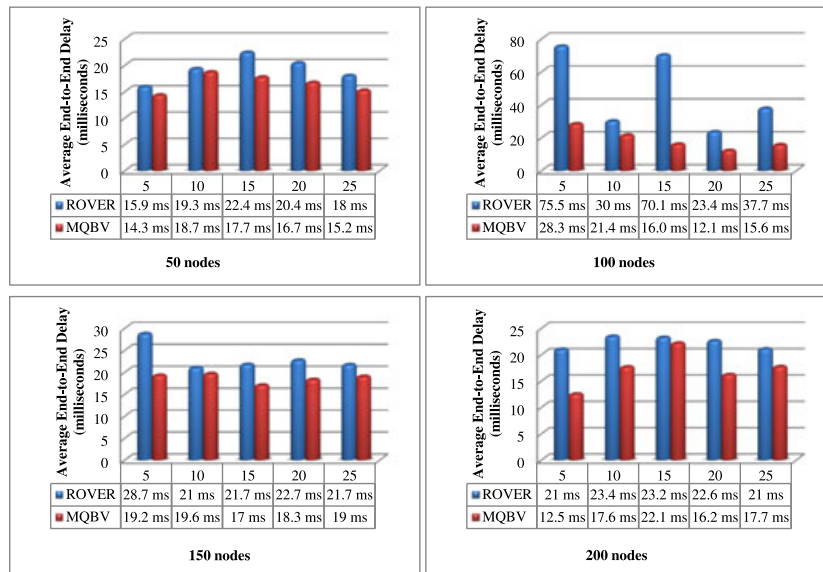 Average End-to-End Delay
(milliseconds)
25
20
15
10
5
0
5 10 15 20 25
ROVER 15.9 ms 19.3 ms 22.4 ms 20.4 ms 18 ms
MQBV 14.3 ms 18.7 ms 17.7 ms 16.7 ms 15.2 ms
50 nodes
Average End-to-End Delay
(milliseconds)
80
60
40
20
0
5 10 15 20 25
ROVER 75.5 ms 30 ms 70.1 ms 23.4 ms 37.7 ms
MQBV 28.3 ms 21.4 ms 16.0 ms 12.1 ms 15.6 ms
100 nodes
Average End-to-End Delay
(milliseconds)
30
25
20
15
10
5
0
5 10 15 20 25
ROVER 28.7 ms 21 ms 21.7 ms 22.7 ms 21.7 ms
MQBV 19.2 ms 19.6 ms 17 ms 18.3 ms 19 ms
150 nodes
Average End-to-End Delay
(milliseconds)
25
20
15
10
5
0
5 10 15 20 25
ROVER 21 ms 23.4 ms 23.2 ms 22.6 ms 21 ms
MQBV 12.5 ms 17.6 ms 22.1 ms 16.2 ms 17.7 ms
200 nodes